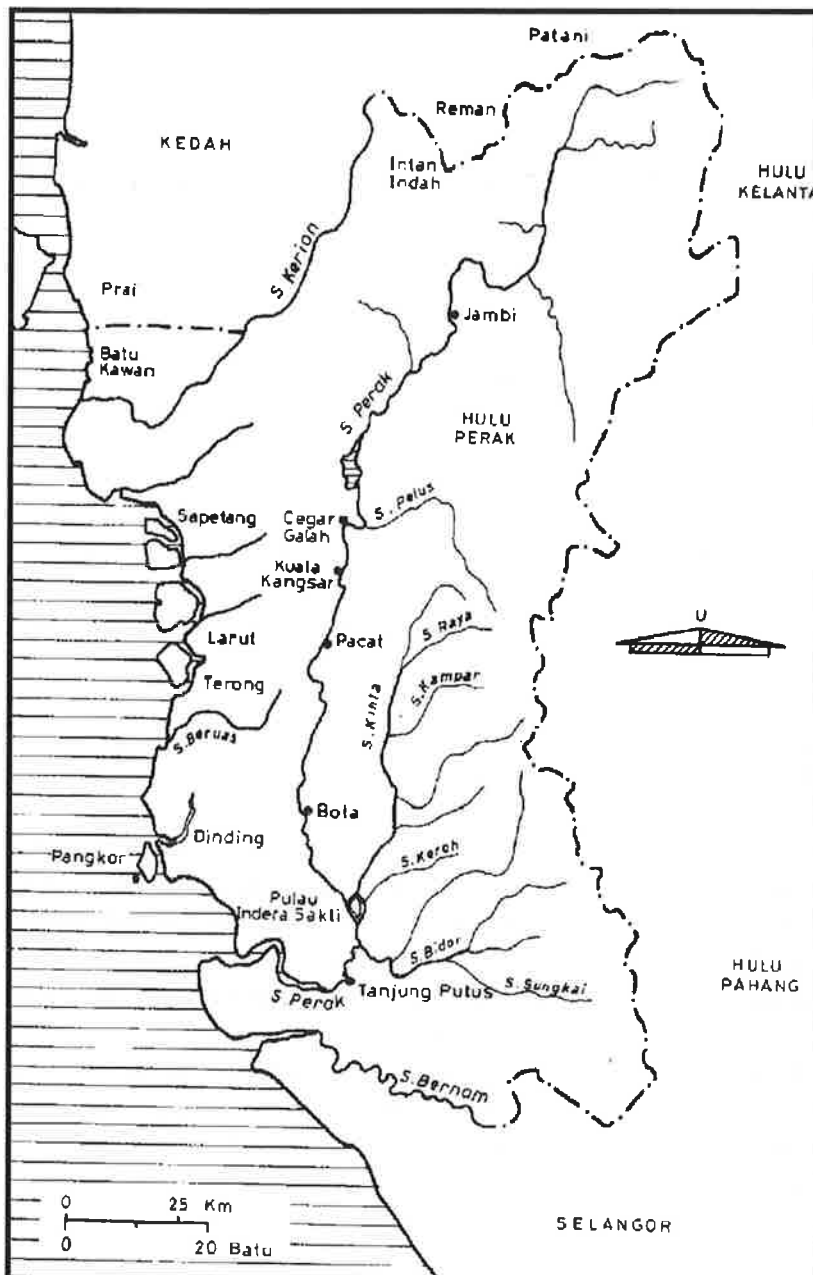 Patani
Reman
KEDAH
Intan
Indah
HULU
KELANTA
S Kerian
Prai
Jambi
Batu
Kawan
S Perak
HULU
PERAK
Sapetang
Cegar
Galah
S. Pelus
Kuala
Kangsar
U
Larut
Pacat
S. Raya
Terong
S. Kampar
S. Kinta
S. Beruas
Bota
Dinding
Pangkor
S. Keroh
Pulau
Indera Sakti
S. Bidor
HULU
PAHANG
S. Perak
Tanjung Putus
S. Sungkai
S. Bernam
0 25 Km
0 20 Batu
SELANGOR